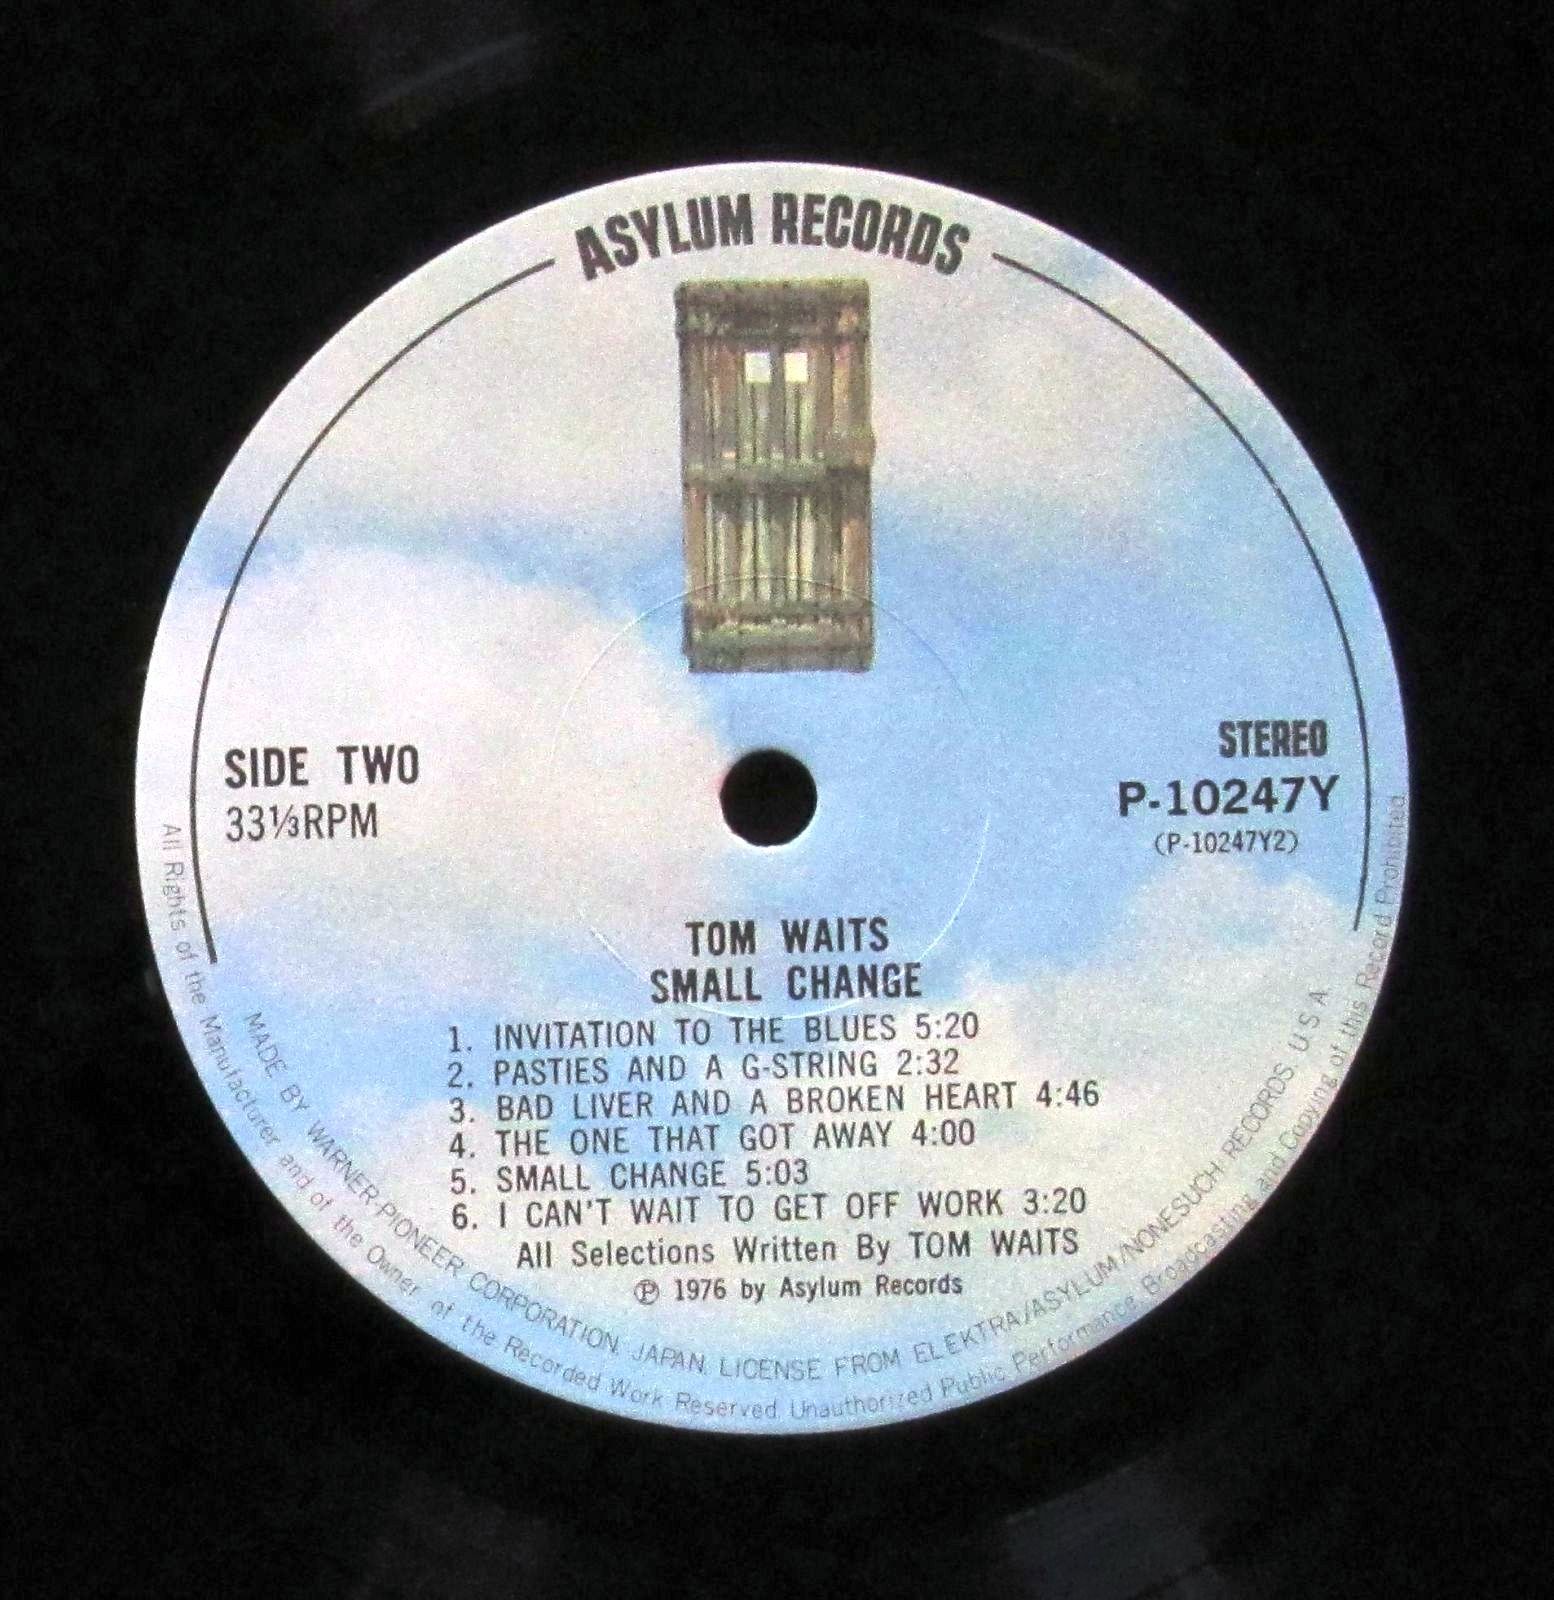 ASYLUM RECORDS
SIDE TWO
33⅓RPM
STEREO
P-10247Y
(P-10247Y2)
TOM WAITS
SMALL CHANGE
1. INVITATION TO THE BLUES 5:20
2. PASTIES AND A G-STRING 2:32
3. BAD LIVER AND A BROKEN HEART 4:46
4. THE ONE THAT GOT AWAY 4:00
5. SMALL CHANGE 5:03
6. I CAN'T WAIT TO GET OFF WORK 3:20
All Selections Written By TOM WAITS
℗ 1976 by Asylum Records
MADE BY WARNER-PIONEER CORPORATION, JAPAN. LICENSE FROM ELEKTRA/ASYLUM/NONESUCH RECORDS, U S A
All Rights of the Manufacturer and of the Owner of the Recorded Work Reserved. Unauthorized Public Performance Broadcasting and Copying of this Record Prohibited